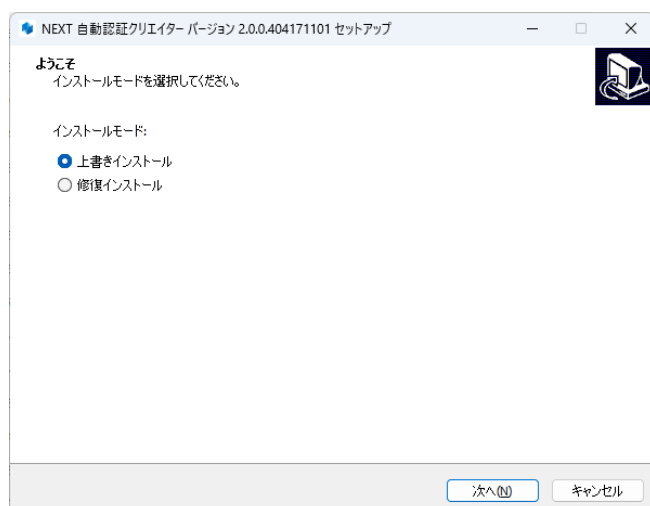 NEXT 自動認証クリエイター バージョン 2.0.0.404171101 セットアップ
ようこそ
インストールモードを選択してください。
インストールモード:
上書きインストール
修復インストール
次へ(N)
キャンセル